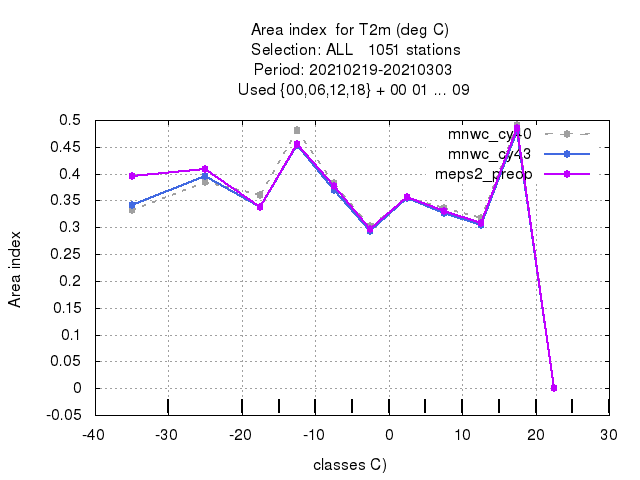 Area index  for T2m (deg C)
Selection: ALL   1051 stations
Period: 20210219-20210303
Used {00,06,12,18} + 00 01 ... 09
0.5
0.45
0.4
0.35
0.3
0.25
0.2
0.15
0.1
0.05
0
-0.05
Area index
mnwc_cy40
mnwc_cy43
meps2_preop
-40
-30
-20
-10
0
10
20
30
classes C)